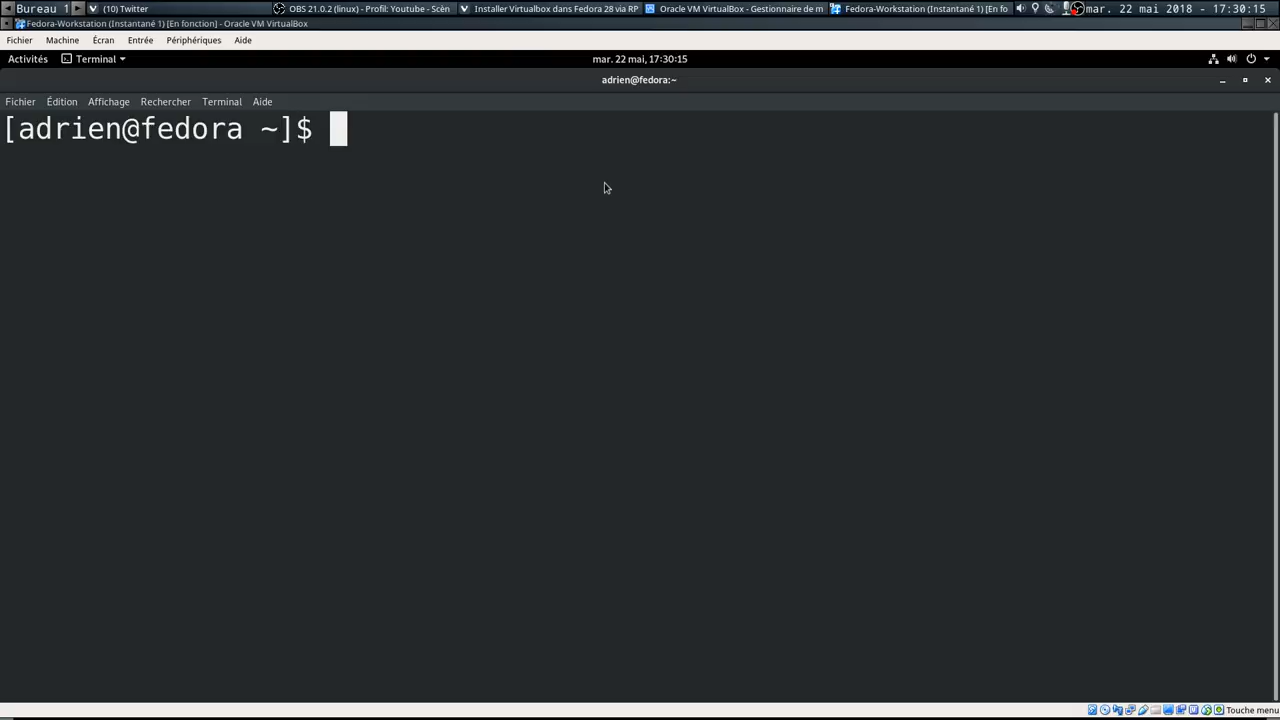 Bureau 1 (10) Twitter OBS 21.0.2 (linux) - Profil: Youtube - Scèn Installer Virtualbox dans Fedora 28 via RP Oracle VM VirtualBox - Gestionnaire de m Fedora-Workstation (Instantané 1) [En fo mar. 22 mai 2018 - 17:30:15
Fedora-Workstation (Instantané 1) [En fonction] - Oracle VM VirtualBox
Fichier Machine Écran Entrée Périphériques Aide
Activités Terminal mar. 22 mai, 17:30:15
adrien@fedora:~
Fichier Édition Affichage Rechercher Terminal Aide
[adrien@fedora ~]$
Touche menu